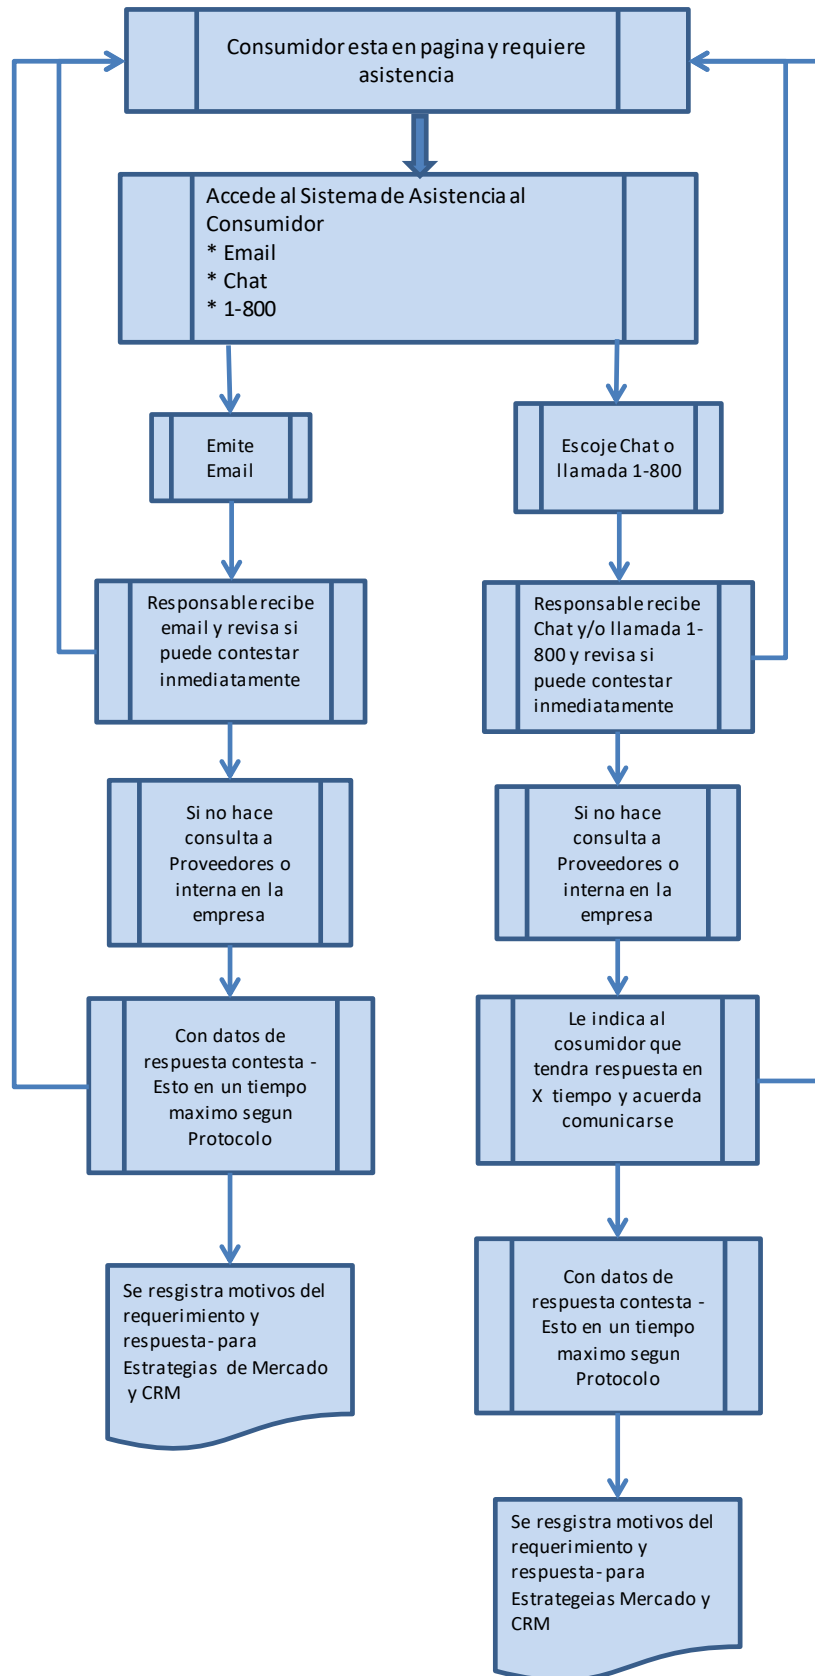 Consumidor esta en pagina y requiere
asistencia
Accede al Sistema de Asistencia al
Consumidor
* Email
* Chat
* 1-800
Emite
Email
Escoje Chat o
llamada 1-800
Responsable recibe
email y revisa si
puede contestar
inmediatamente
Responsable recibe
Chat y/o llamada 1-
800 y revisa si
puede contestar
inmediatamente
Si no hace
consulta a
Proveedores o
interna en la
empresa
Si no hace
consulta a
Proveedores o
interna en la
empresa
Con datos de
respuesta contesta -
Esto en un tiempo
maximo segun
Protocolo
Le indica al
cosumidor que
tendra respuesta en
X tiempo y acuerda
comunicarse
Se resgistra motivos del
requerimiento y
respuesta- para
Estrategias de Mercado
y CRM
Con datos de
respuesta contesta -
Esto en un tiempo
maximo segun
Protocolo
Se resgistra motivos del
requerimiento y
respuesta- para
Estrategeias Mercado y
CRM